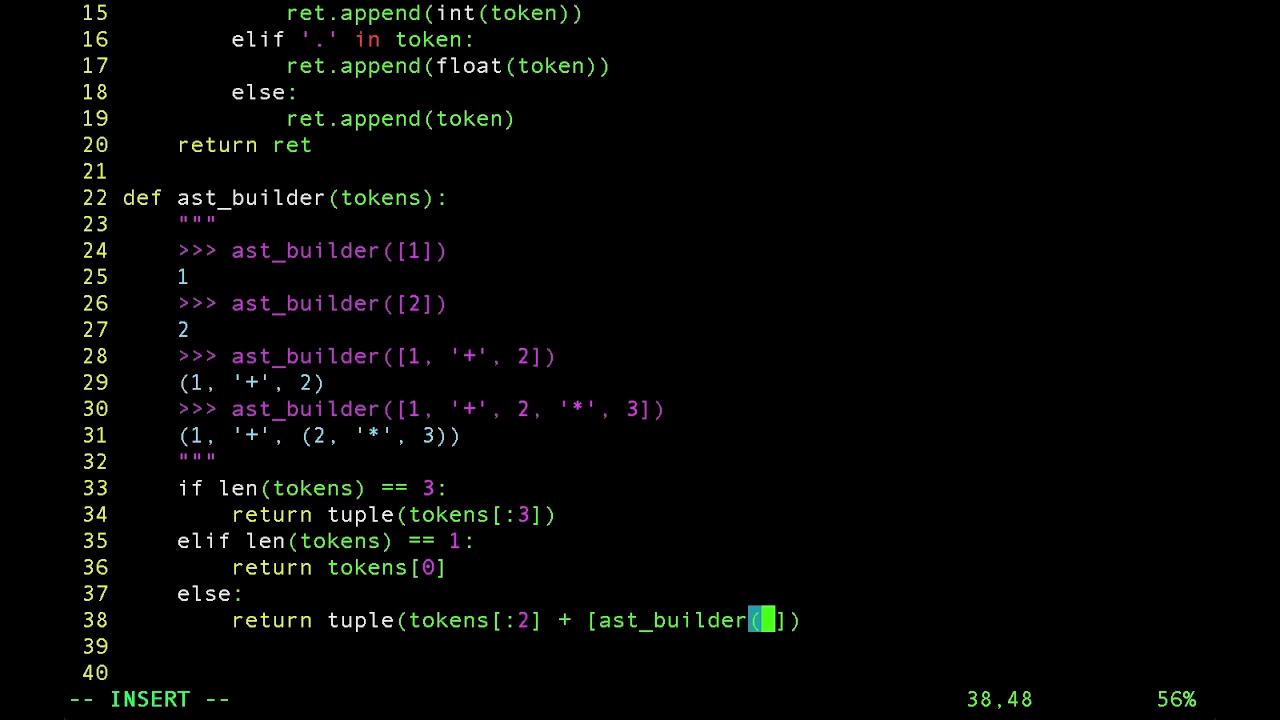 15             ret.append(int(token))
16         elif '.' in token:
17             ret.append(float(token))
18         else:
19             ret.append(token)
20     return ret
21
22 def ast_builder(tokens):
23     """
24     >>> ast_builder([1])
25     1
26     >>> ast_builder([2])
27     2
28     >>> ast_builder([1, '+', 2])
29     (1, '+', 2)
30     >>> ast_builder([1, '+', 2, '*', 3])
31     (1, '+', (2, '*', 3))
32     """
33     if len(tokens) == 3:
34         return tuple(tokens[:3])
35     elif len(tokens) == 1:
36         return tokens[0]
37     else:
38         return tuple(tokens[:2] + [ast_builder( ])
39
40
-- INSERT -- 38,48 56%